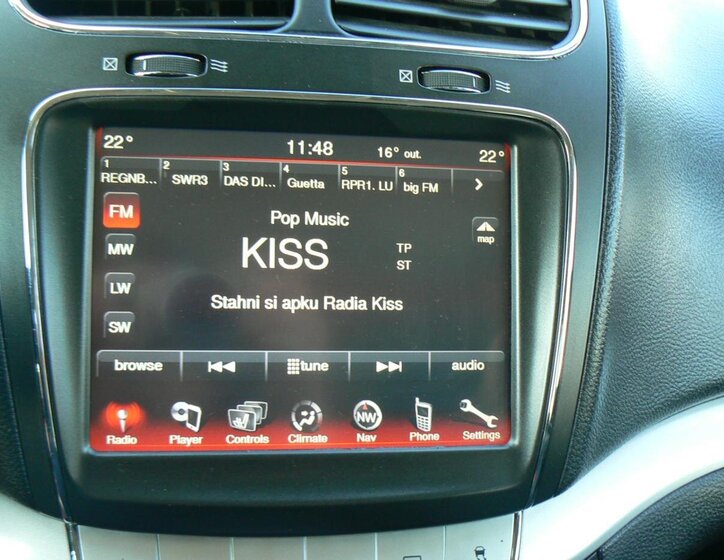 22° 11:48 16° out. 22°
1 REGNB... 2 SWR3 3 DAS DI... 4 Guetta 5 RPR1. LU 6 big FM
FM
Pop Music
map
MW
KISS
TP
ST
LW
Stahni si apku Radia Kiss
SW
browse tune audio
NW
Radio Player Controls Climate Nav Phone Settings